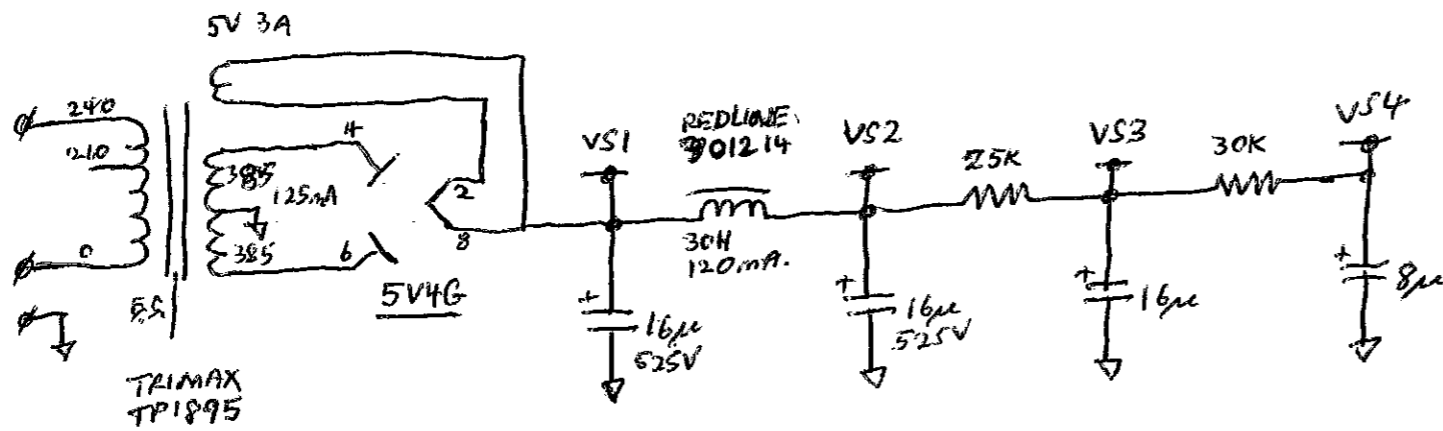 5V 3A
240
210
0
E.S.
TRIMAX
TP1895
385
125mA
385
4
6
2
8
5V4G
VS1
16μ
525V
REDLINE
30H
120mA.
VS2
16μ
525V
25K
VS3
16μ
30K
VS4
8μ